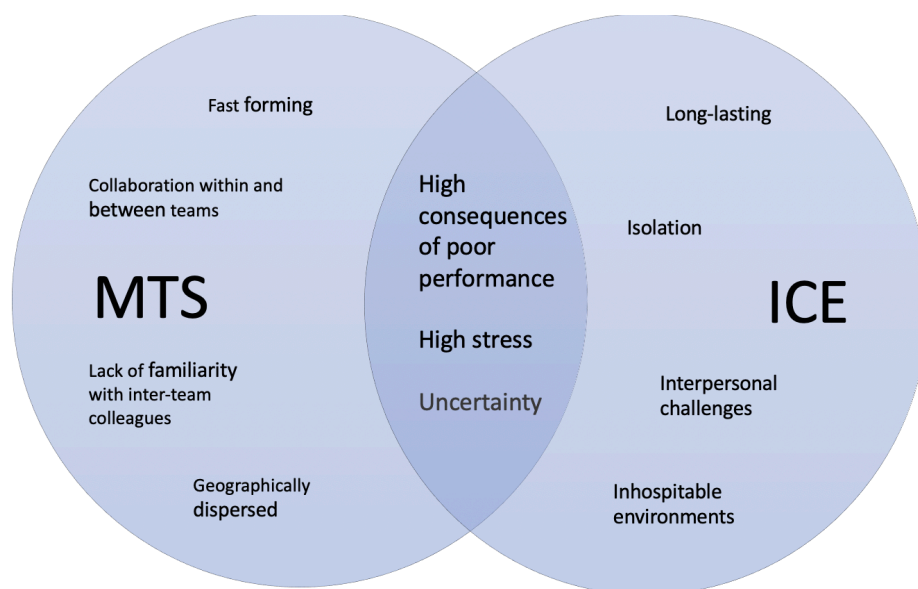 Fast forming
Collaboration within and
between teams
MTS
Lack of familiarity
with inter-team
colleagues
Geographically
dispersed
High
consequences
of poor
performance
High stress
Uncertainty
Long-lasting
Isolation
ICE
Interpersonal
challenges
Inhospitable
environments